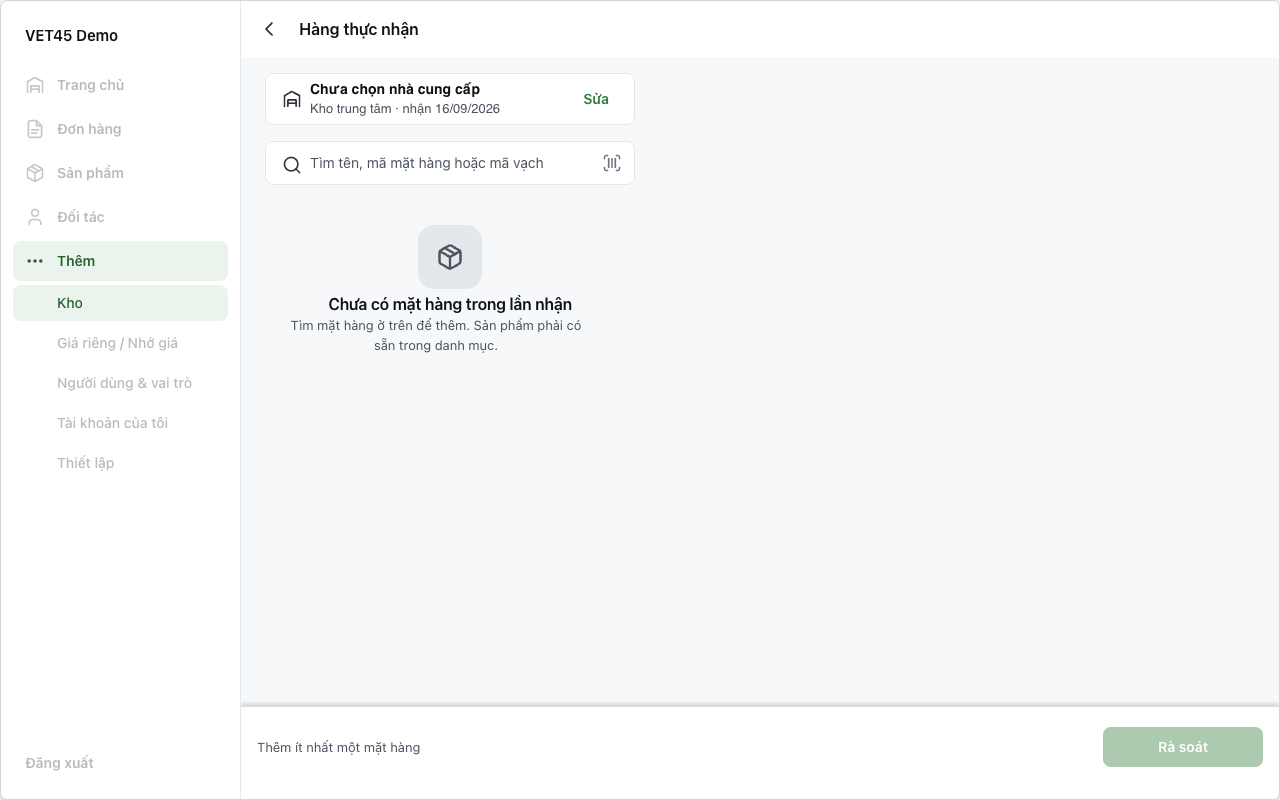 VET45 Demo
Trang chủ
Đơn hàng
Sản phẩm
Đối tác
Thêm
Kho
Giá riêng / Nhớ giá
Người dùng & vai trò
Tài khoản của tôi
Thiết lập
Đăng xuất
Hàng thực nhận
Chưa chọn nhà cung cấp
Kho trung tâm · nhận 16/09/2026
Sửa
Tìm tên, mã mặt hàng hoặc mã vạch
Chưa có mặt hàng trong lần nhận
Tìm mặt hàng ở trên để thêm. Sản phẩm phải có
sẵn trong danh mục.
Thêm ít nhất một mặt hàng
Rà soát